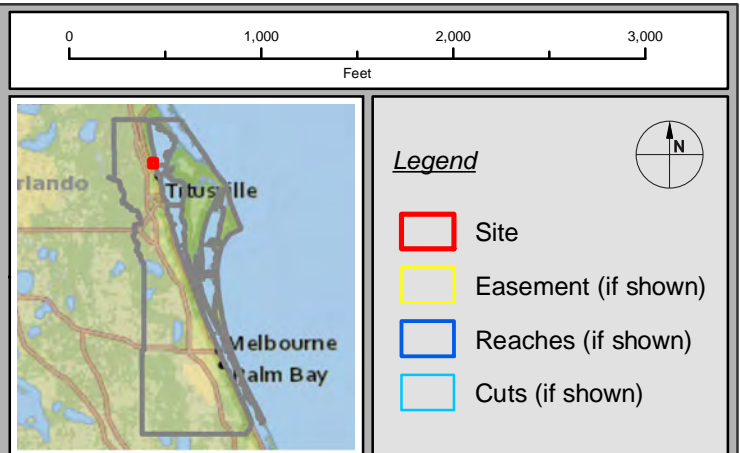 0 1,000 2,000 3,000
Feet
rlando
Titusville
Melbourne
Palm Bay
Legend
N
Site
Easement (if shown)
Reaches (if shown)
Cuts (if shown)